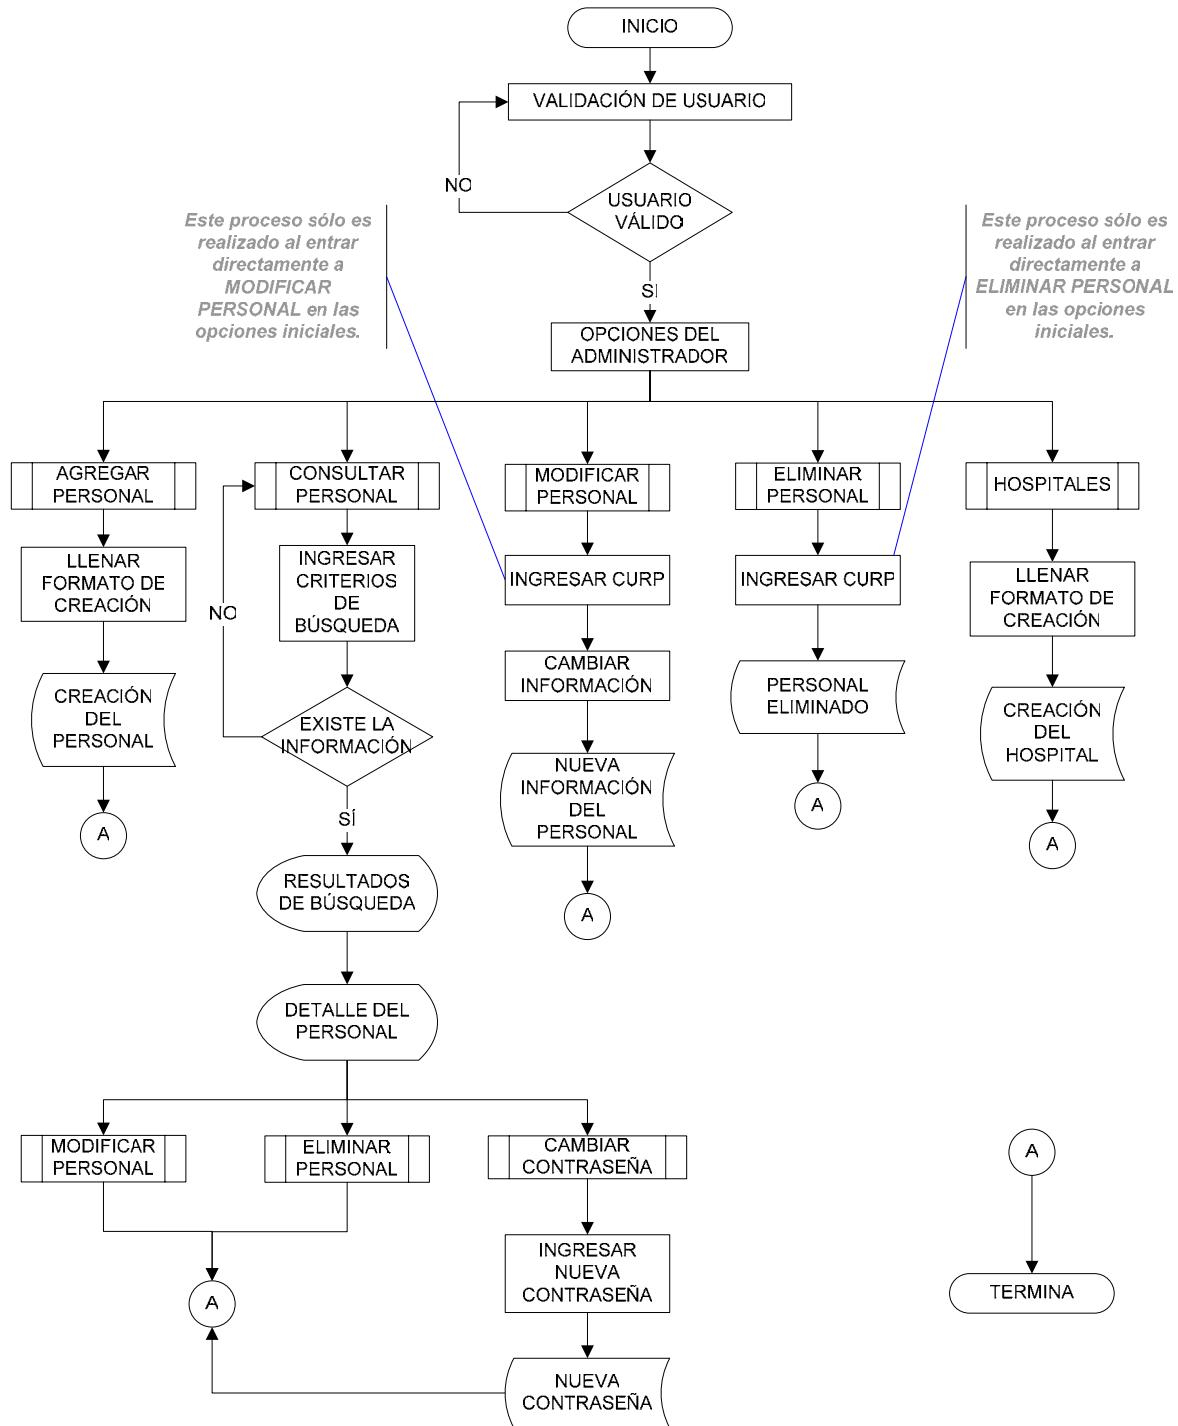 INICIO
VALIDACIÓN DE USUARIO
NO
USUARIO
VÁLIDO
Este proceso sólo es
realizado al entrar
directamente a
MODIFICAR
PERSONAL en las
opciones iniciales.
Este proceso sólo es
realizado al entrar
directamente a
ELIMINAR PERSONAL
en las opciones
iniciales.
SI
OPCIONES DEL
ADMINISTRADOR
AGREGAR
PERSONAL
CONSULTAR
PERSONAL
MODIFICAR
PERSONAL
ELIMINAR
PERSONAL
HOSPITALES
LLENAR
FORMATO DE
CREACIÓN
INGRESAR
CRITERIOS
DE
BÚSQUEDA
INGRESAR CURP
INGRESAR CURP
LLENAR
FORMATO DE
CREACIÓN
NO
CREACIÓN
DEL
PERSONAL
EXISTE LA
INFORMACIÓN
CAMBIAR
INFORMACIÓN
PERSONAL
ELIMINADO
CREACIÓN
DEL
HOSPITAL
NUEVA
INFORMACIÓN
DEL
PERSONAL
A
SÍ
A
A
A
RESULTADOS
DE BÚSQUEDA
DETALLE DEL
PERSONAL
MODIFICAR
PERSONAL
ELIMINAR
PERSONAL
CAMBIAR
CONTRASEÑA
A
INGRESAR
NUEVA
CONTRASEÑA
A
TERMINA
NUEVA
CONTRASEÑA